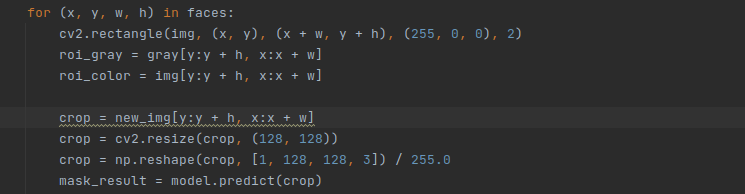 for (x, y, w, h) in faces:
    cv2.rectangle(img, (x, y), (x + w, y + h), (255, 0, 0), 2)
    roi_gray = gray[y:y + h, x:x + w]
    roi_color = img[y:y + h, x:x + w]

    crop = new_img[y:y + h, x:x + w]
    crop = cv2.resize(crop, (128, 128))
    crop = np.reshape(crop, [1, 128, 128, 3]) / 255.0
    mask_result = model.predict(crop)